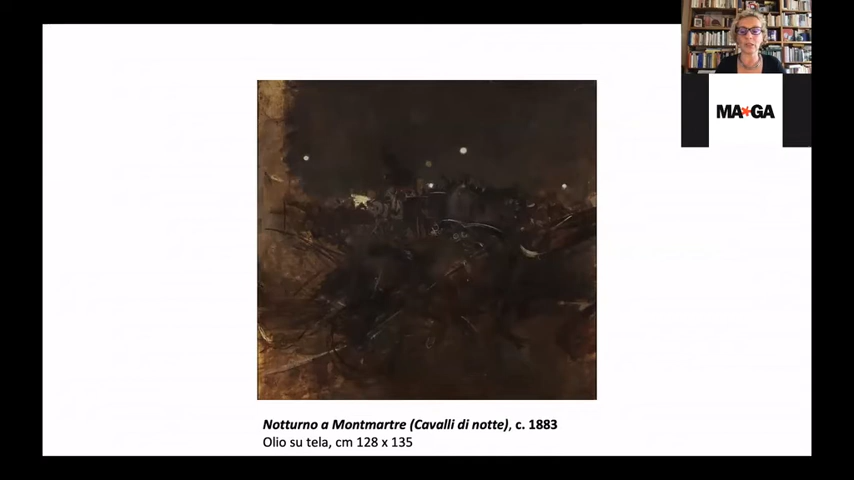 MA*GA
Notturno a Montmartre (Cavalli di notte), c. 1883
Olio su tela, cm 128 x 135